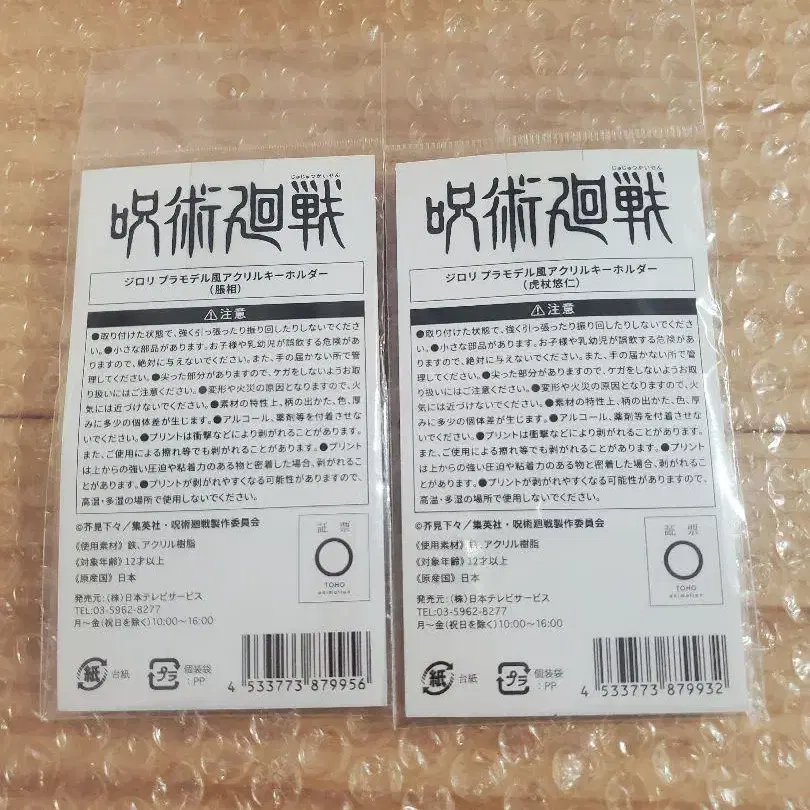 じゅじゅつかいせん
呪術廻戦
ジロリ プラモデル風アクリルキーホルダー
（脹相）
⚠注意
●取り付けた状態で、強く引っ張ったり振り回したりしないでくださ
い。●小さな部品があります。お子様や乳幼児が誤飲する危険があ
りますので、絶対に与えないでください。また、手の届かない所で管
理してください。●尖った部分がありますので、ケガをしないようお取
り扱いにはご注意ください。●変形や火災の原因となりますので、火
気には近づけないでください。●素材の特性上、柄の出かた、色、厚
みに多少の個体差が生じます。●アルコール、薬剤等を付着させな
いでください。●プリントは衝撃などにより剥がれることがあります。
また、ご使用による擦れ等でも剥がれることがあります。●プリント
は上からの強い圧迫や粘着力のある物と密着した場合、剥がれるこ
とがあります。●プリントが剥がれやすくなる可能性がありますので、
高温・多湿の場所で使用しないでください。
©芥見下々／集英社・呪術廻戦製作委員会
《使用素材》 鉄、アクリル樹脂
《対象年齢》 12才以上
《原産国》 日本
証票
TOHO
animation
発売元：（株）日本テレビサービス
TEL:03-5962-8277
月～金（祝日を除く）10:00～16:00
紙 台紙
プラ 個装袋
：PP
4 533773 879956
じゅじゅつかいせん
呪術廻戦
ジロリ プラモデル風アクリルキーホルダー
（虎杖悠仁）
⚠注意
●取り付けた状態で、強く引っ張ったり振り回したりしないでくださ
い。●小さな部品があります。お子様や乳幼児が誤飲する危険があ
りますので、絶対に与えないでください。また、手の届かない所で管
理してください。●尖った部分がありますので、ケガをしないようお取
り扱いにはご注意ください。●変形や火災の原因となりますので、火
気には近づけないでください。●素材の特性上、柄の出かた、色、厚
みに多少の個体差が生じます。●アルコール、薬剤等を付着させな
いでください。●プリントは衝撃などにより剥がれることがあります。
また、ご使用による擦れ等でも剥がれることがあります。●プリント
は上からの強い圧迫や粘着力のある物と密着した場合、剥がれるこ
とがあります。●プリントが剥がれやすくなる可能性がありますので、
高温・多湿の場所で使用しないでください。
©芥見下々／集英社・呪術廻戦製作委員会
《使用素材》 鉄、アクリル樹脂
《対象年齢》 12才以上
《原産国》 日本
証票
TOHO
animation
発売元：（株）日本テレビサービス
TEL:03-5962-8277
月～金（祝日を除く）10:00～16:00
紙 台紙
プラ 個装袋
：PP
4 533773 879932